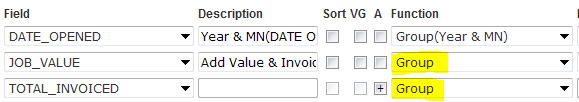 Field Description Sort VG A Function
DATE_OPENED Year & MN(DATE O Group(Year & MN)
JOB_VALUE Add Value & Invoic Group
TOTAL_INVOICED + Group